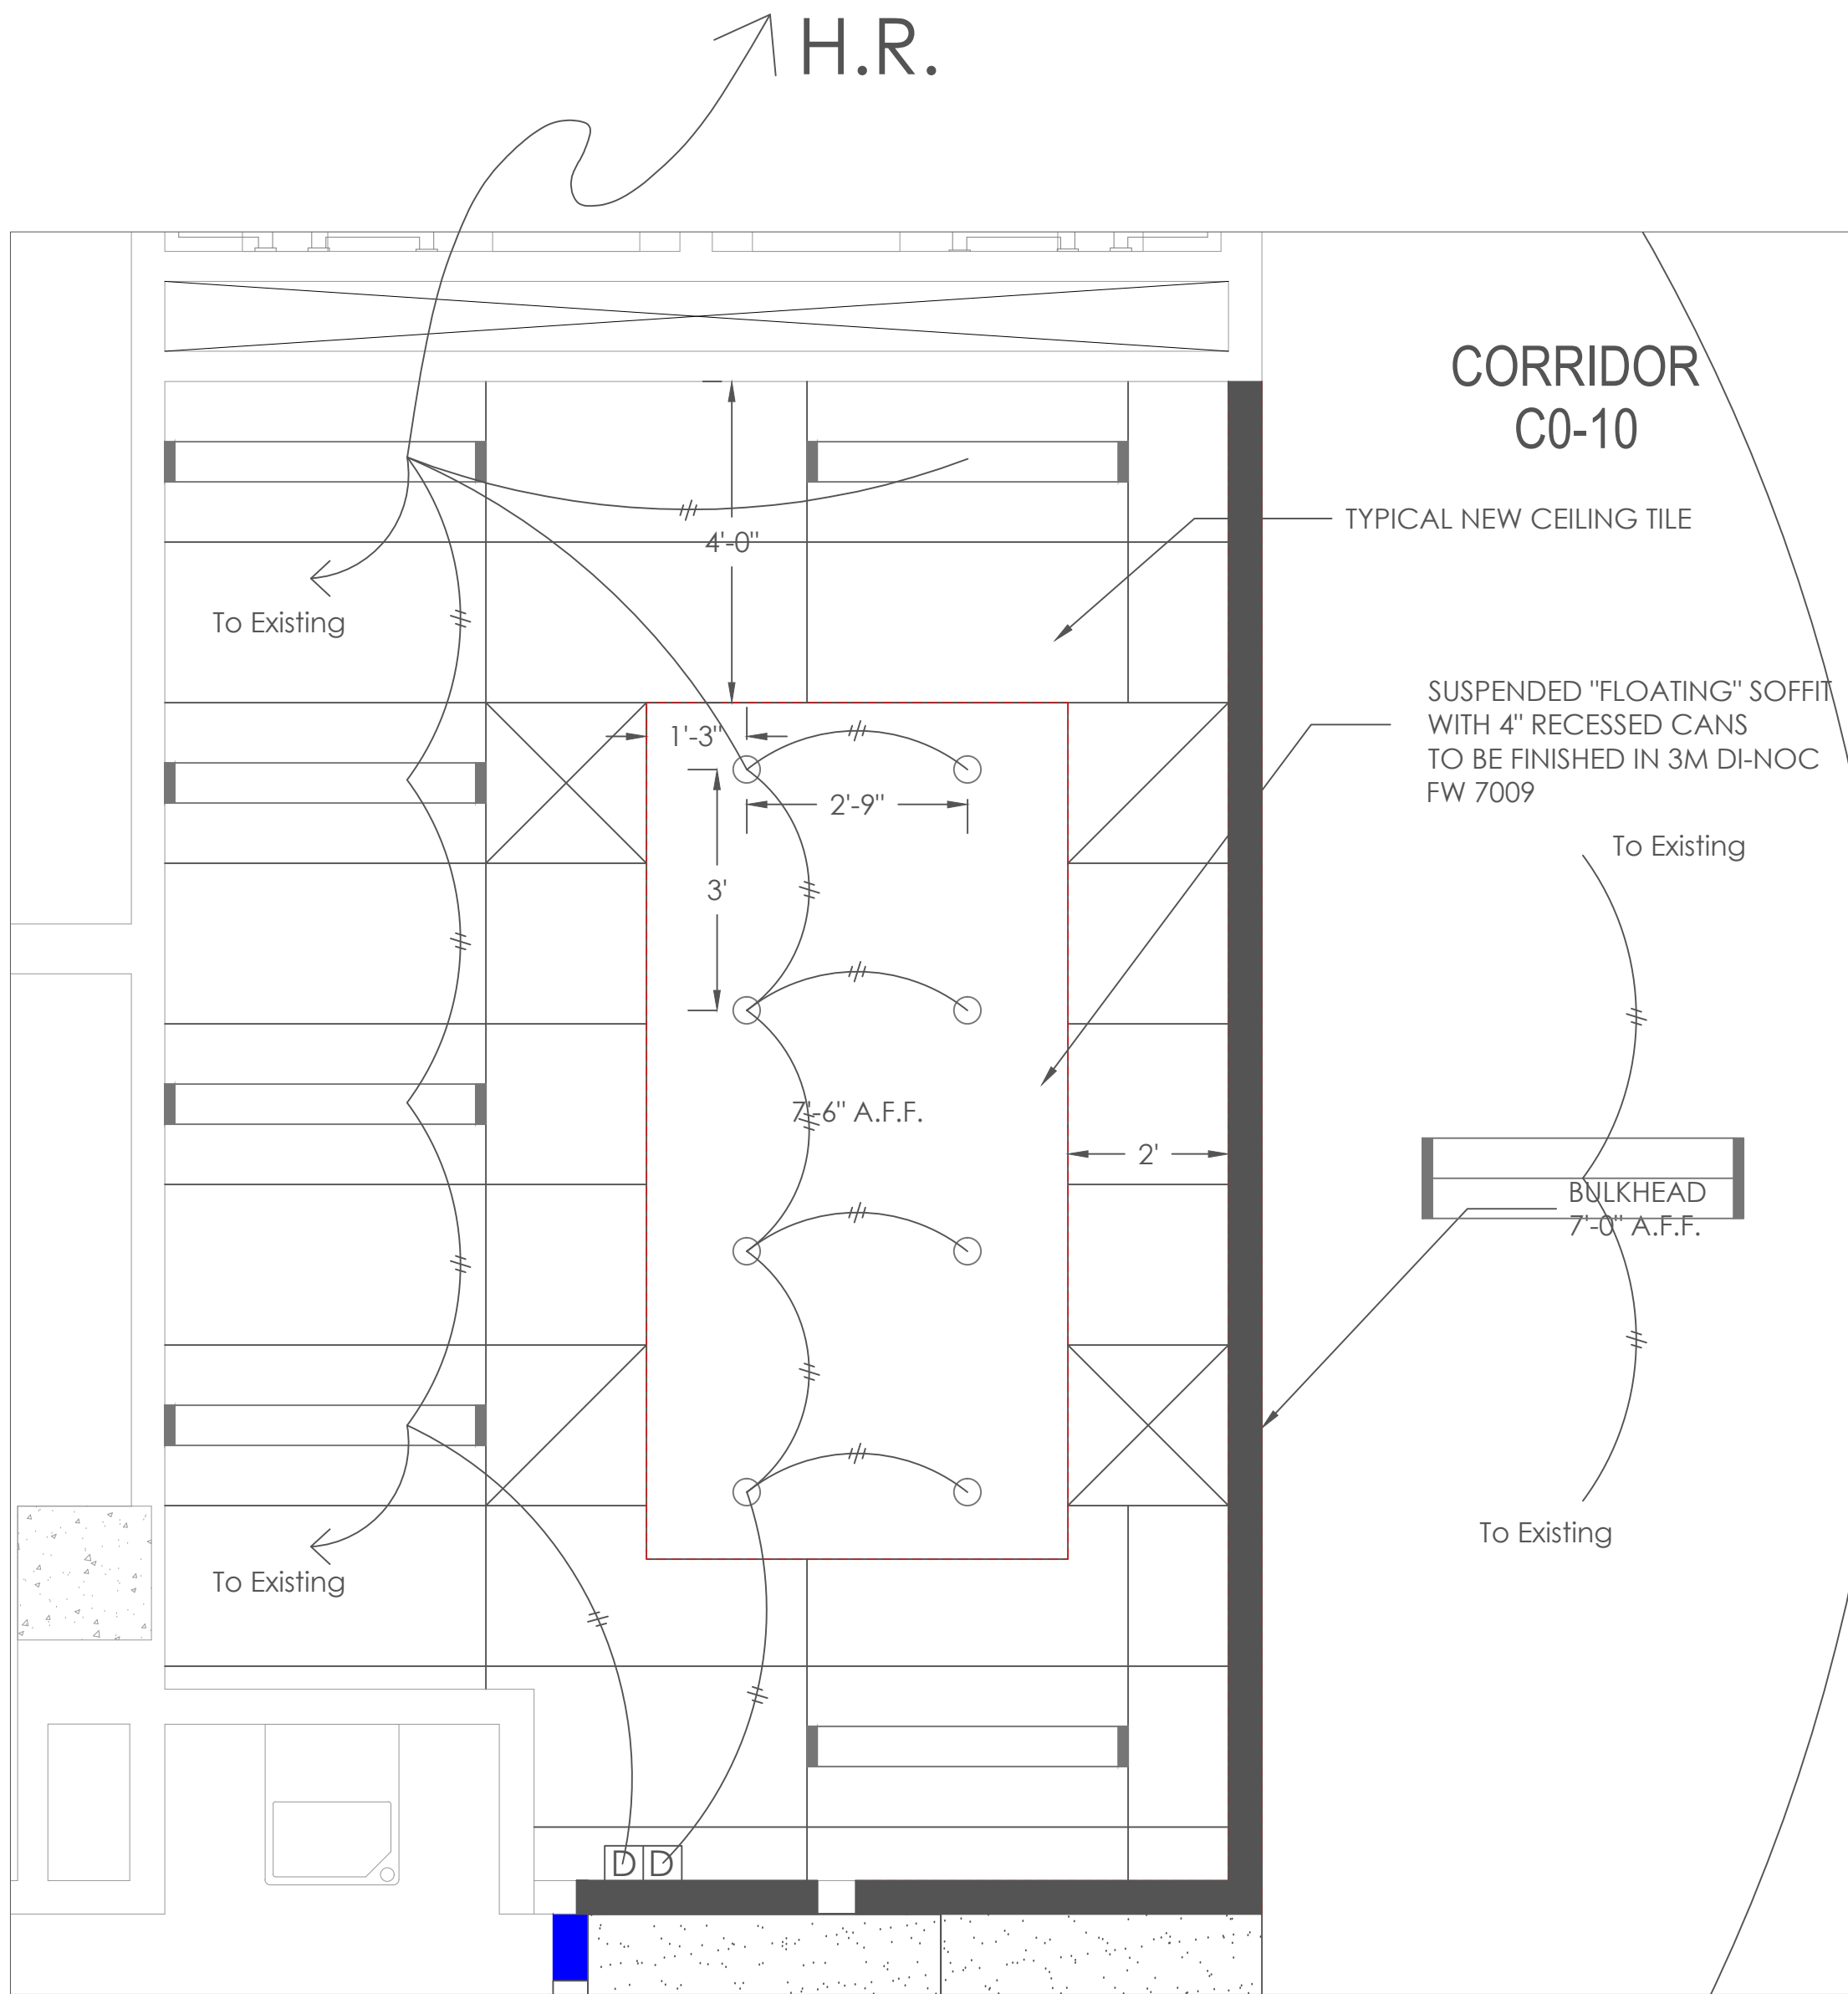 H.R.
CORRIDOR
C0-10
TYPICAL NEW CEILING TILE
4'-0"
To Existing
SUSPENDED "FLOATING" SOFFIT
WITH 4" RECESSED CANS
TO BE FINISHED IN 3M DI-NOC
FW 7009
1'-3"
2'-9"
To Existing
3'
7'-6" A.F.F.
2'
BULKHEAD
7'-0" A.F.F.
To Existing
To Existing
D D